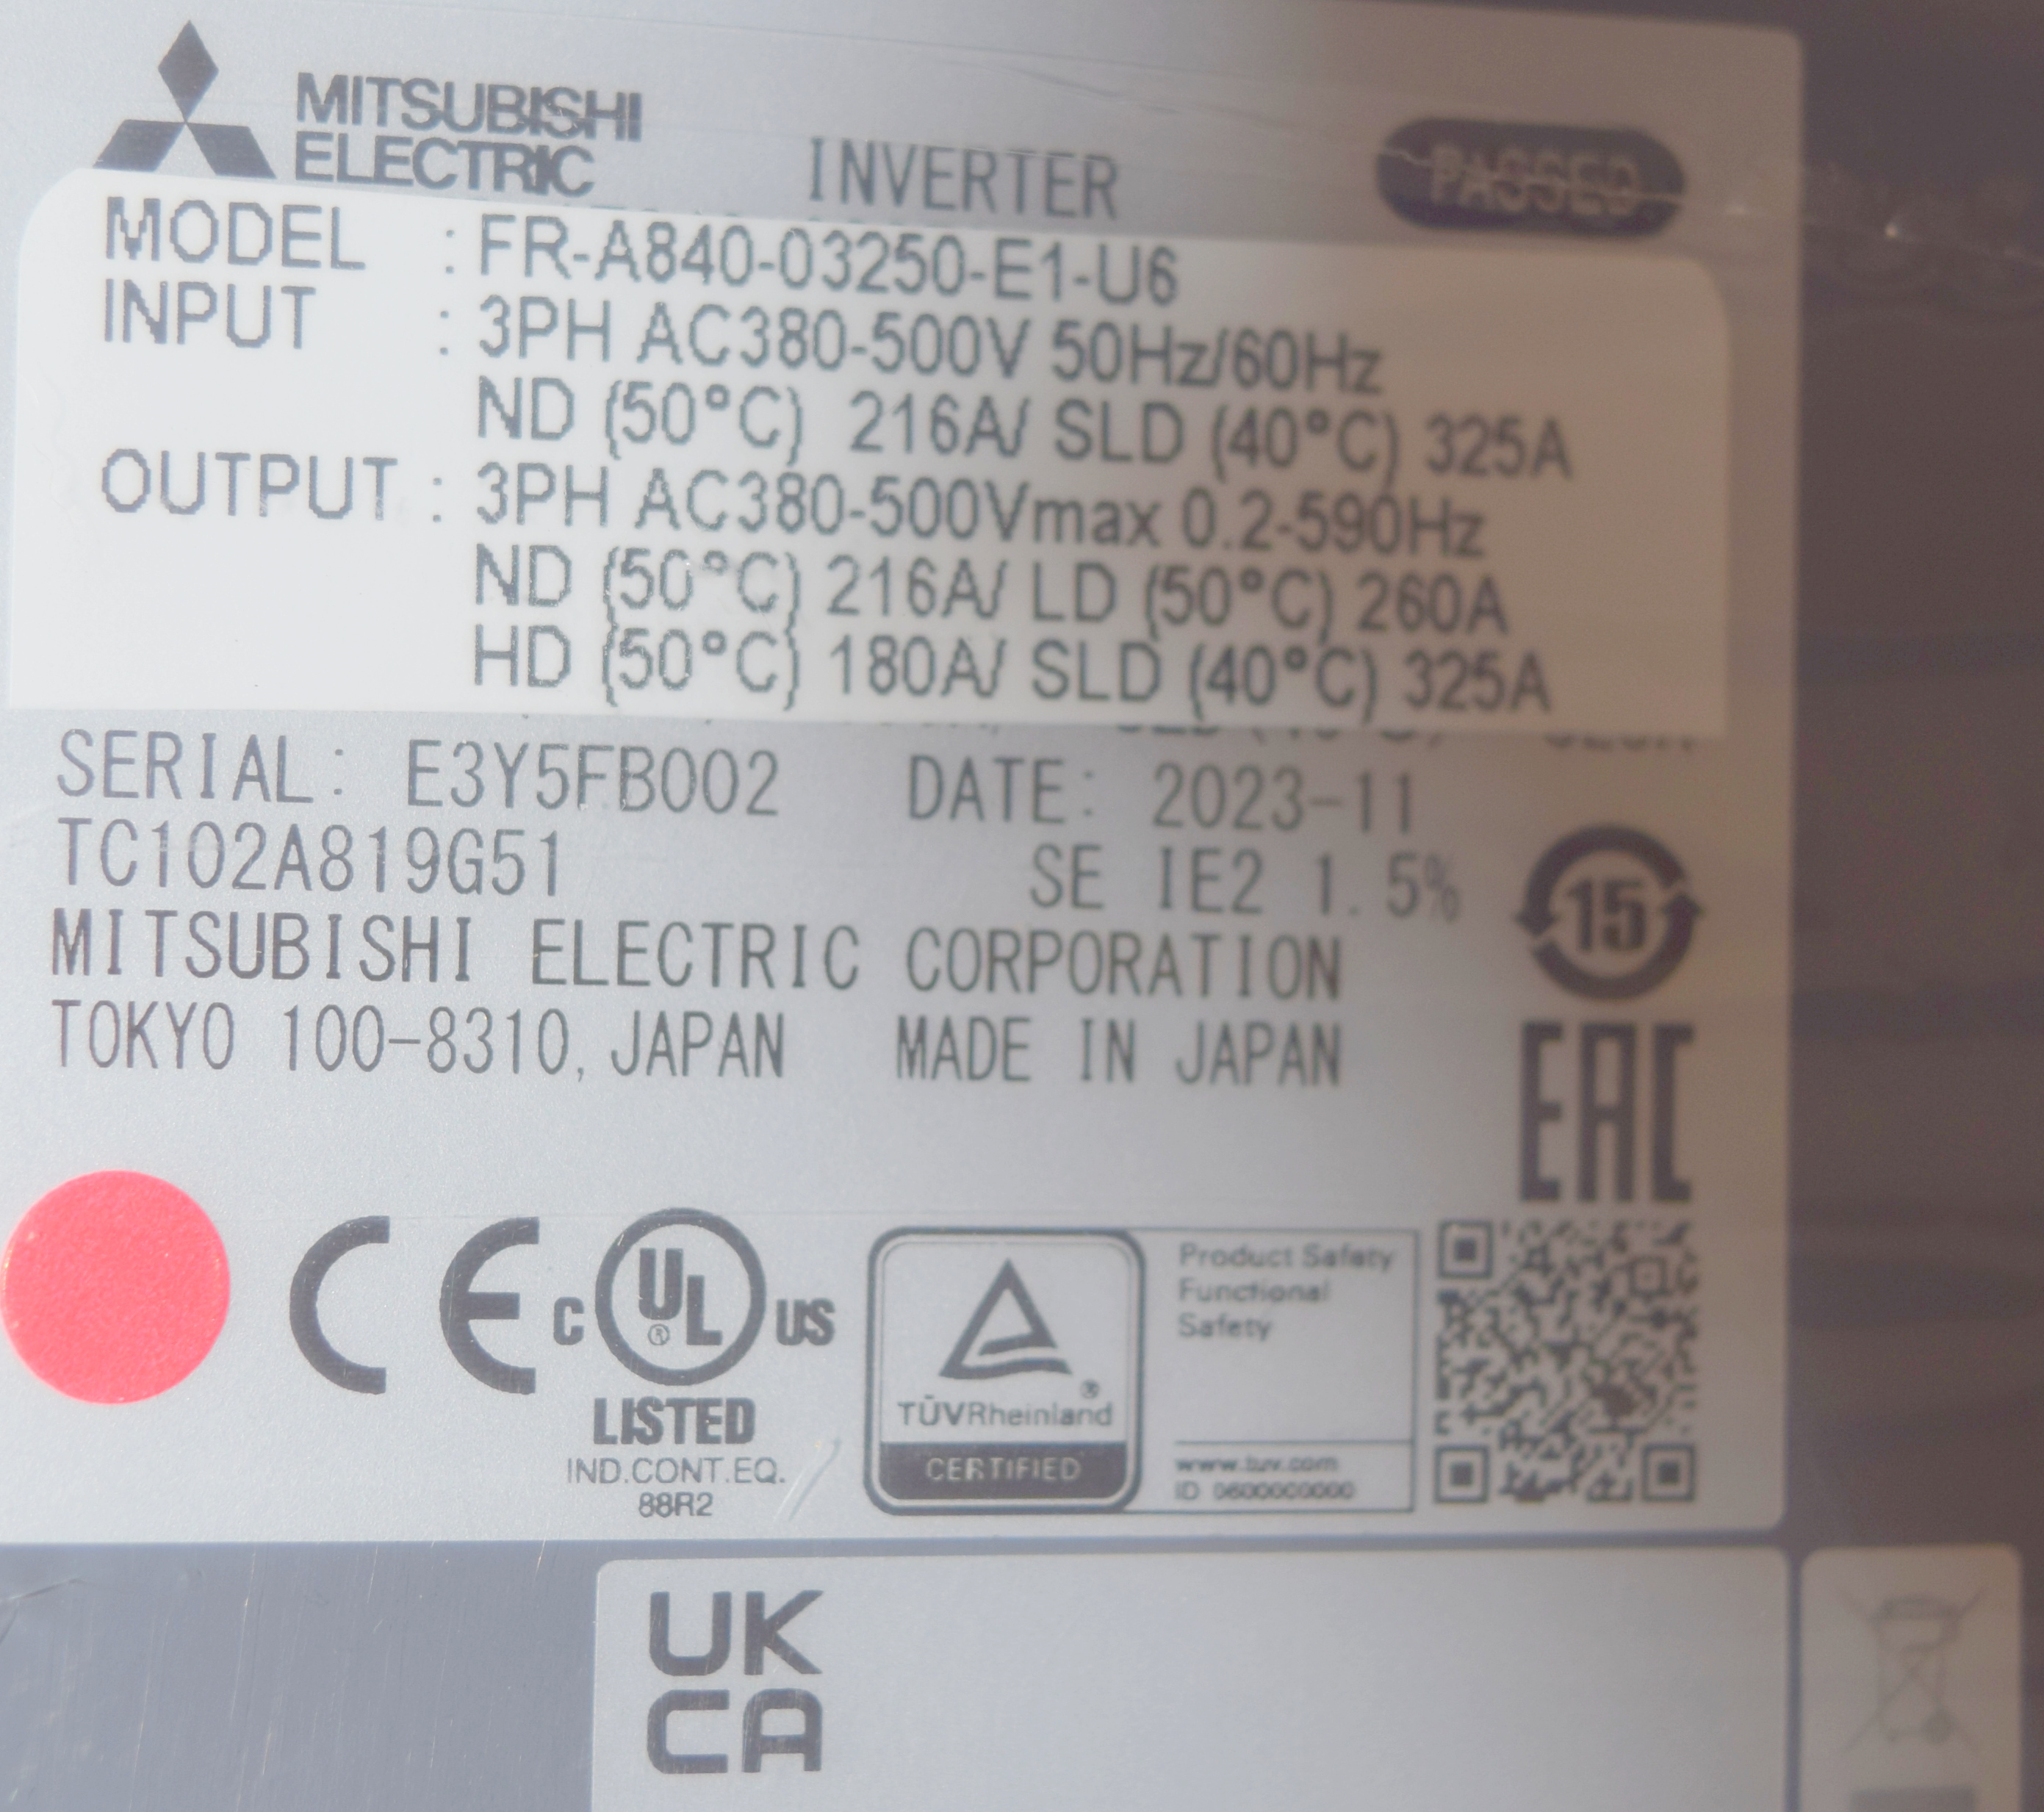 MITSUBISHI
ELECTRIC
INVERTER
PASSED
MODEL : FR-A840-03250-E1-U6
INPUT : 3PH AC380-500V 50Hz/60Hz
ND (50°C) 216A/ SLD (40°C) 325A
OUTPUT : 3PH AC380-500Vmax 0.2-590Hz
ND (50°C) 216A/ LD (50°C) 260A
HD (50°C) 180A/ SLD (40°C) 325A
SERIAL: E3Y5FB002 DATE: 2023-11
TC102A819G51 SE IE2 1.5%
15
MITSUBISHI ELECTRIC CORPORATION
TOKYO 100-8310, JAPAN MADE IN JAPAN
EAC
CE
C UL ® US
LISTED
IND.CONT.EQ.
88R2
TÜVRheinland ®
CERTIFIED
Product Safety
Functional
Safety
www.tuv.com
ID 0600000000
UK
CA